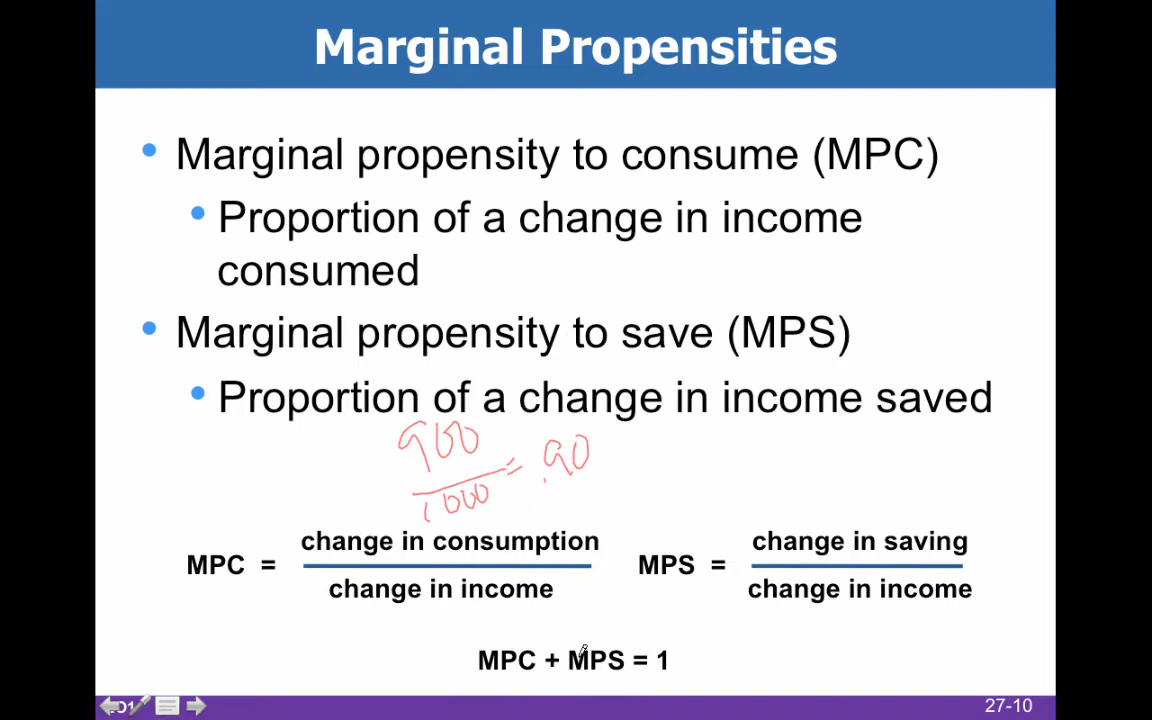 Marginal Propensities
• Marginal propensity to consume (MPC)
• Proportion of a change in income
consumed
• Marginal propensity to save (MPS)
• Proportion of a change in income saved
900
1000
= .90
MPC = change in consumption
change in income
MPS = change in saving
change in income
MPC + MPS = 1
LO1
27-10